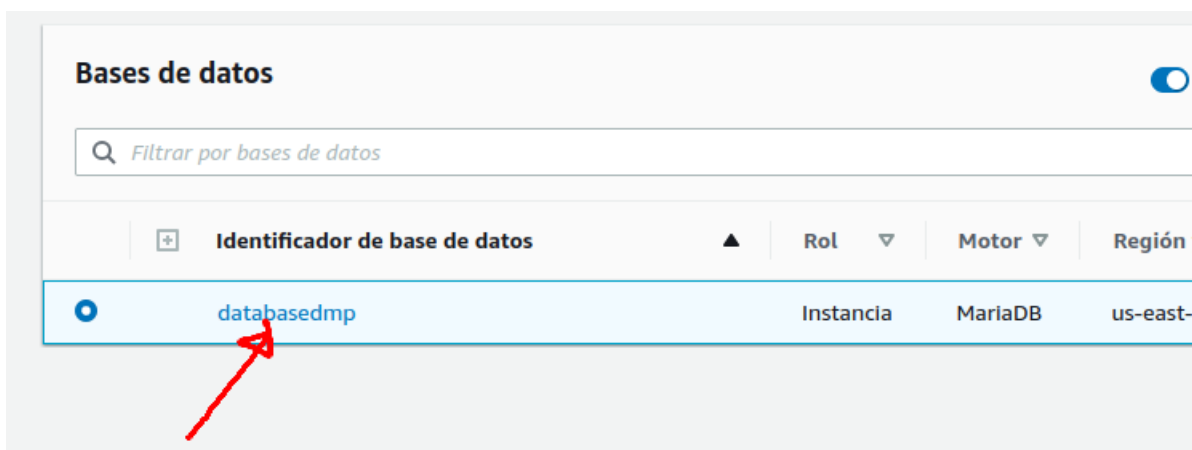 Bases de datos
Filtrar por bases de datos
Identificador de base de datos Rol Motor Región
databasedmp Instancia MariaDB us-east-